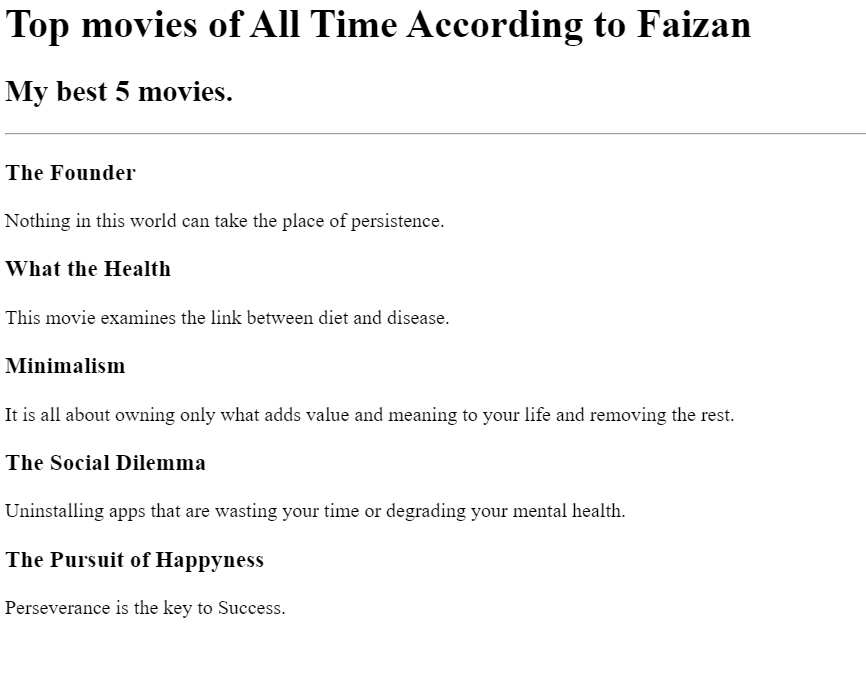 Top movies of All Time According to Faizan
My best 5 movies.
The Founder
Nothing in this world can take the place of persistence.
What the Health
This movie examines the link between diet and disease.
Minimalism
It is all about owning only what adds value and meaning to your life and removing the rest.
The Social Dilemma
Uninstalling apps that are wasting your time or degrading your mental health.
The Pursuit of Happyness
Perseverance is the key to Success.